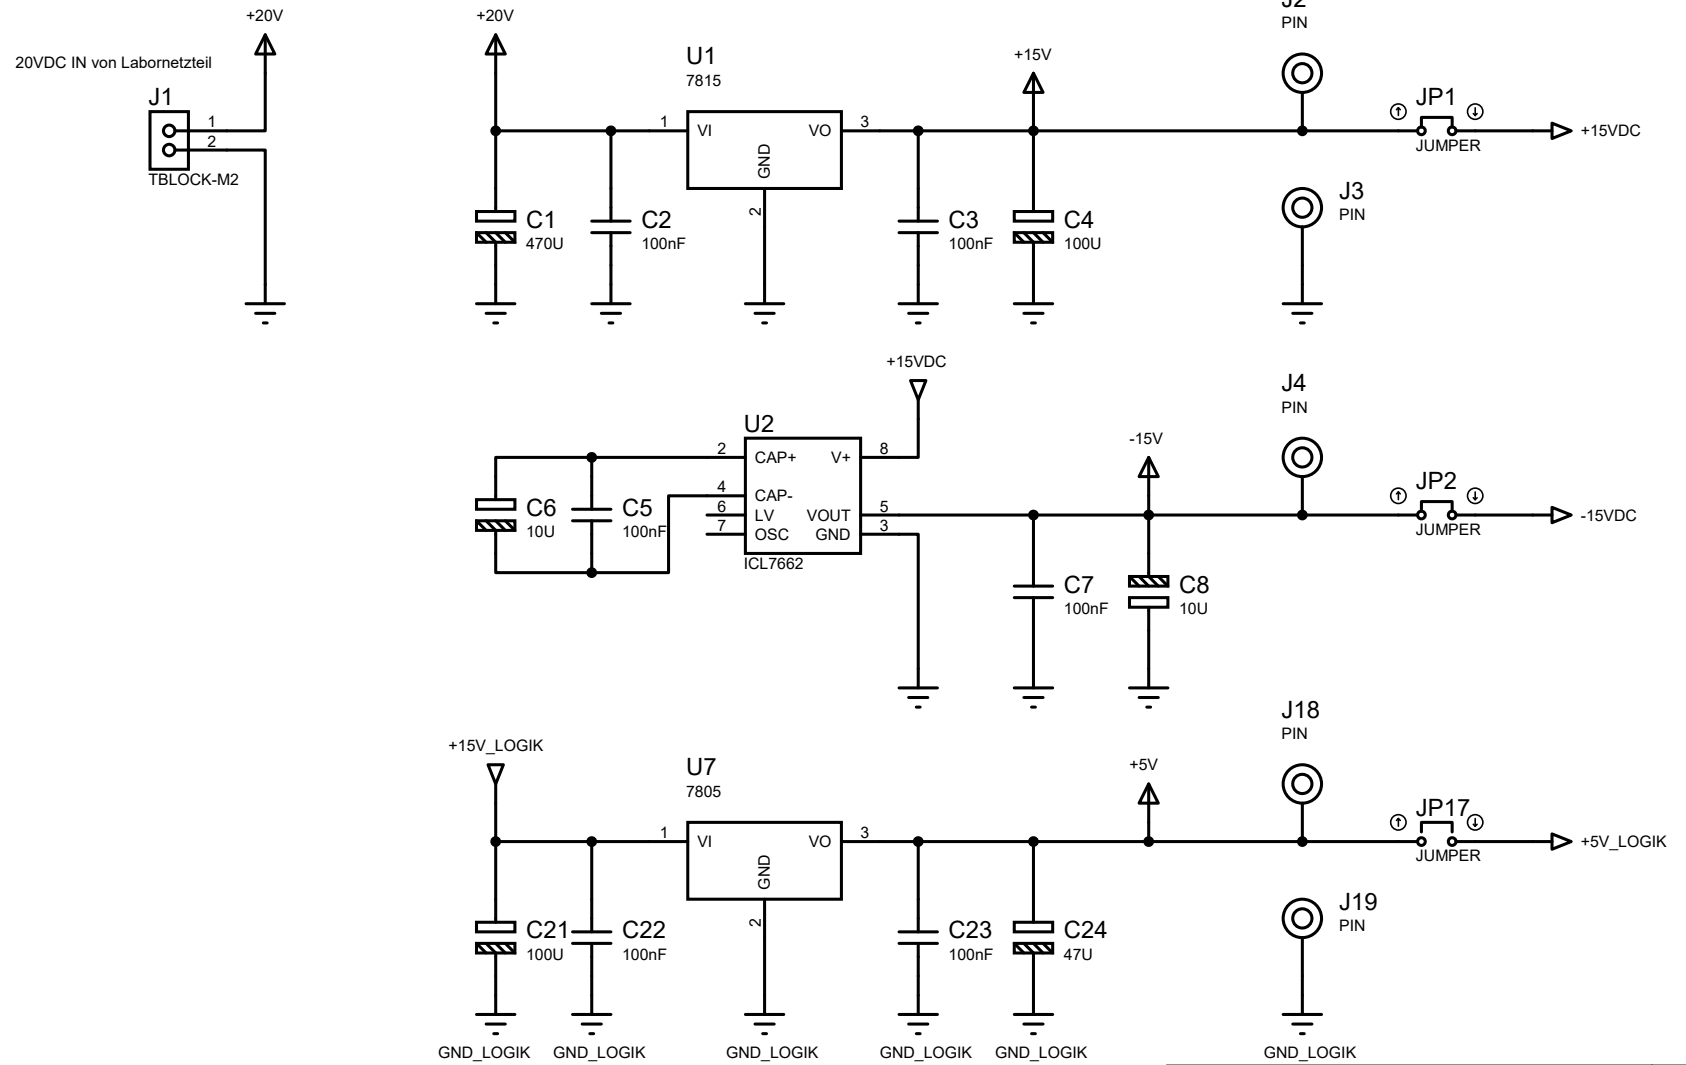 +20V
20VDC IN von Labornetzteil
J1
1
2
TBLOCK-M2
+20V
U1
7815
1
VI
VO
3
GND
2
C1
470U
C2
100nF
C3
100nF
+15V
C4
100U
J2
PIN
JP1
JUMPER
+15VDC
J3
PIN
+15VDC
U2
2
CAP+
V+
8
4
CAP-
6
LV
VOUT
5
7
OSC
GND
3
ICL7662
C6
10U
C5
100nF
-15V
C7
100nF
C8
10U
J4
PIN
JP2
JUMPER
-15VDC
+15V_LOGIK
U7
7805
1
VI
VO
3
GND
2
C21
100U
C22
100nF
C23
100nF
C24
47U
+5V
J18
PIN
JP17
JUMPER
+5V_LOGIK
J19
PIN
GND_LOGIK
GND_LOGIK
GND_LOGIK
GND_LOGIK
GND_LOGIK
GND_LOGIK